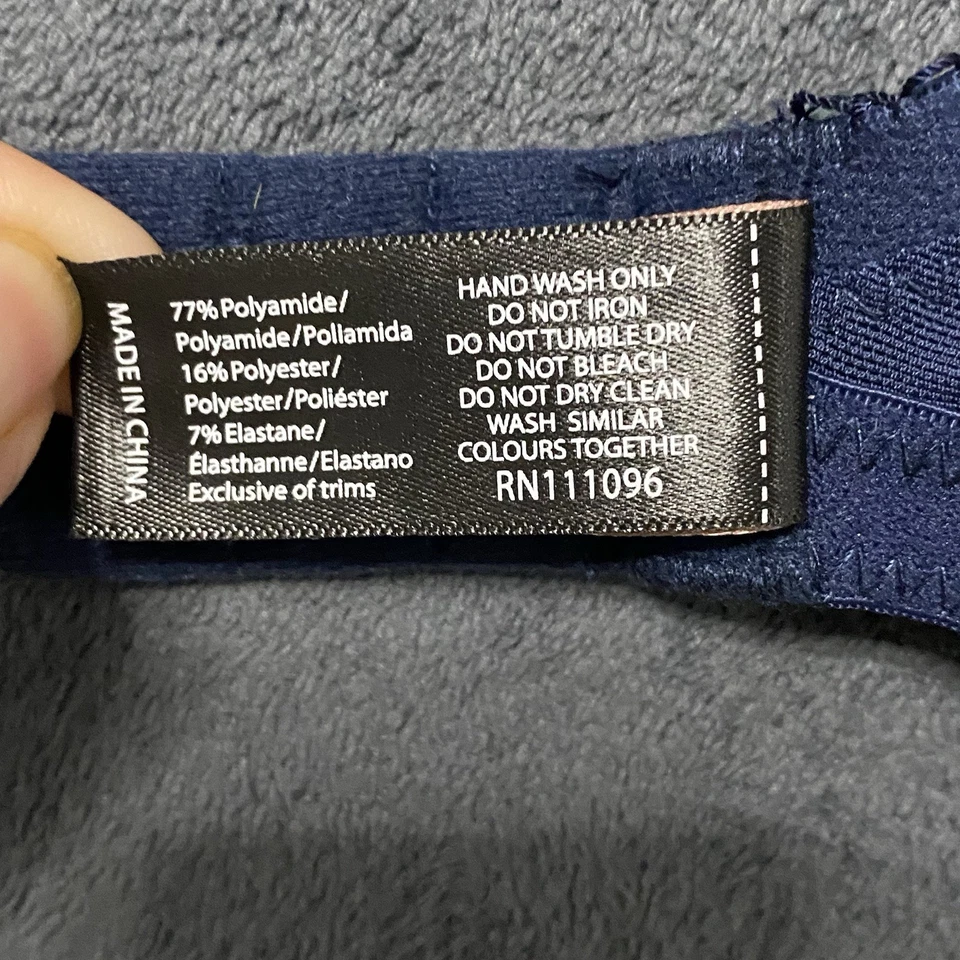 MADE IN CHINA
77% Polyamide/
Polyamide/Poliamida
16% Polyester/
Polyester/Poliéster
7% Elastane/
Élasthanne/Elastano
Exclusive of trims
HAND WASH ONLY
DO NOT IRON
DO NOT TUMBLE DRY
DO NOT BLEACH
DO NOT DRY CLEAN
WASH SIMILAR
COLOURS TOGETHER
RN111096